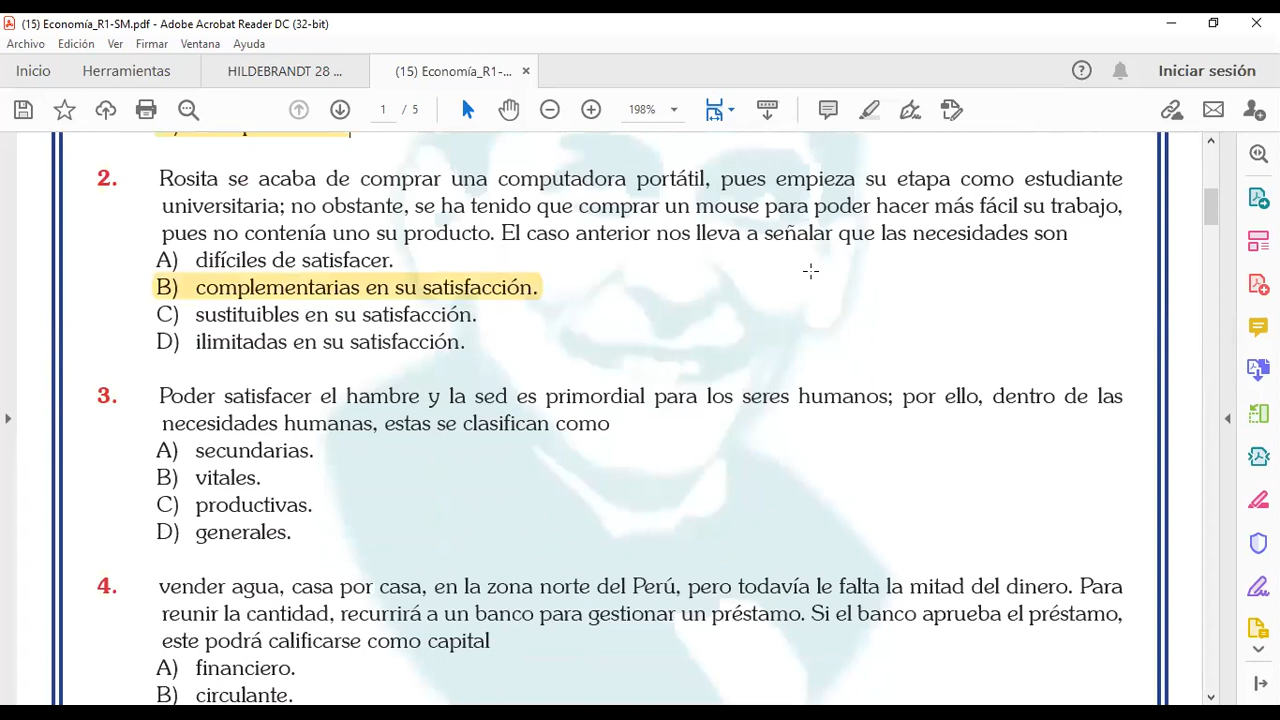 (15) Economía_R1-SM.pdf - Adobe Acrobat Reader DC (32-bit)
Archivo Edición Ver Firmar Ventana Ayuda
Inicio Herramientas HILDEBRANDT 28 ... (15) Economía_R1-... × Iniciar sesión
1 / 5 198%
2. Rosita se acaba de comprar una computadora portátil, pues empieza su etapa como estudiante
universitaria; no obstante, se ha tenido que comprar un mouse para poder hacer más fácil su trabajo,
pues no contenía uno su producto. El caso anterior nos lleva a señalar que las necesidades son
A) difíciles de satisfacer.
B) complementarias en su satisfacción.
C) sustituibles en su satisfacción.
D) ilimitadas en su satisfacción.
3. Poder satisfacer el hambre y la sed es primordial para los seres humanos; por ello, dentro de las
necesidades humanas, estas se clasifican como
A) secundarias.
B) vitales.
C) productivas.
D) generales.
4. vender agua, casa por casa, en la zona norte del Perú, pero todavía le falta la mitad del dinero. Para
reunir la cantidad, recurrirá a un banco para gestionar un préstamo. Si el banco aprueba el préstamo,
este podrá calificarse como capital
A) financiero.
B) circulante.